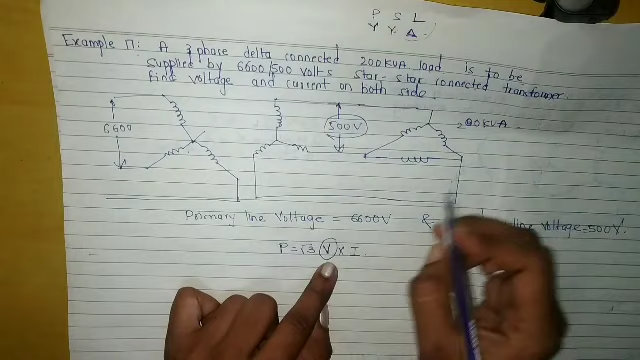 P S L
Y Y Δ
Example 17: A 3 phase delta connected 200 KVA load is to be
supplied by 6600/500 volts star-star connected transformer.
Find voltage and current on both side.
6600
500V
200KVA
Primary line Voltage = 6600V & line Voltage=500V
P=√3 V x I